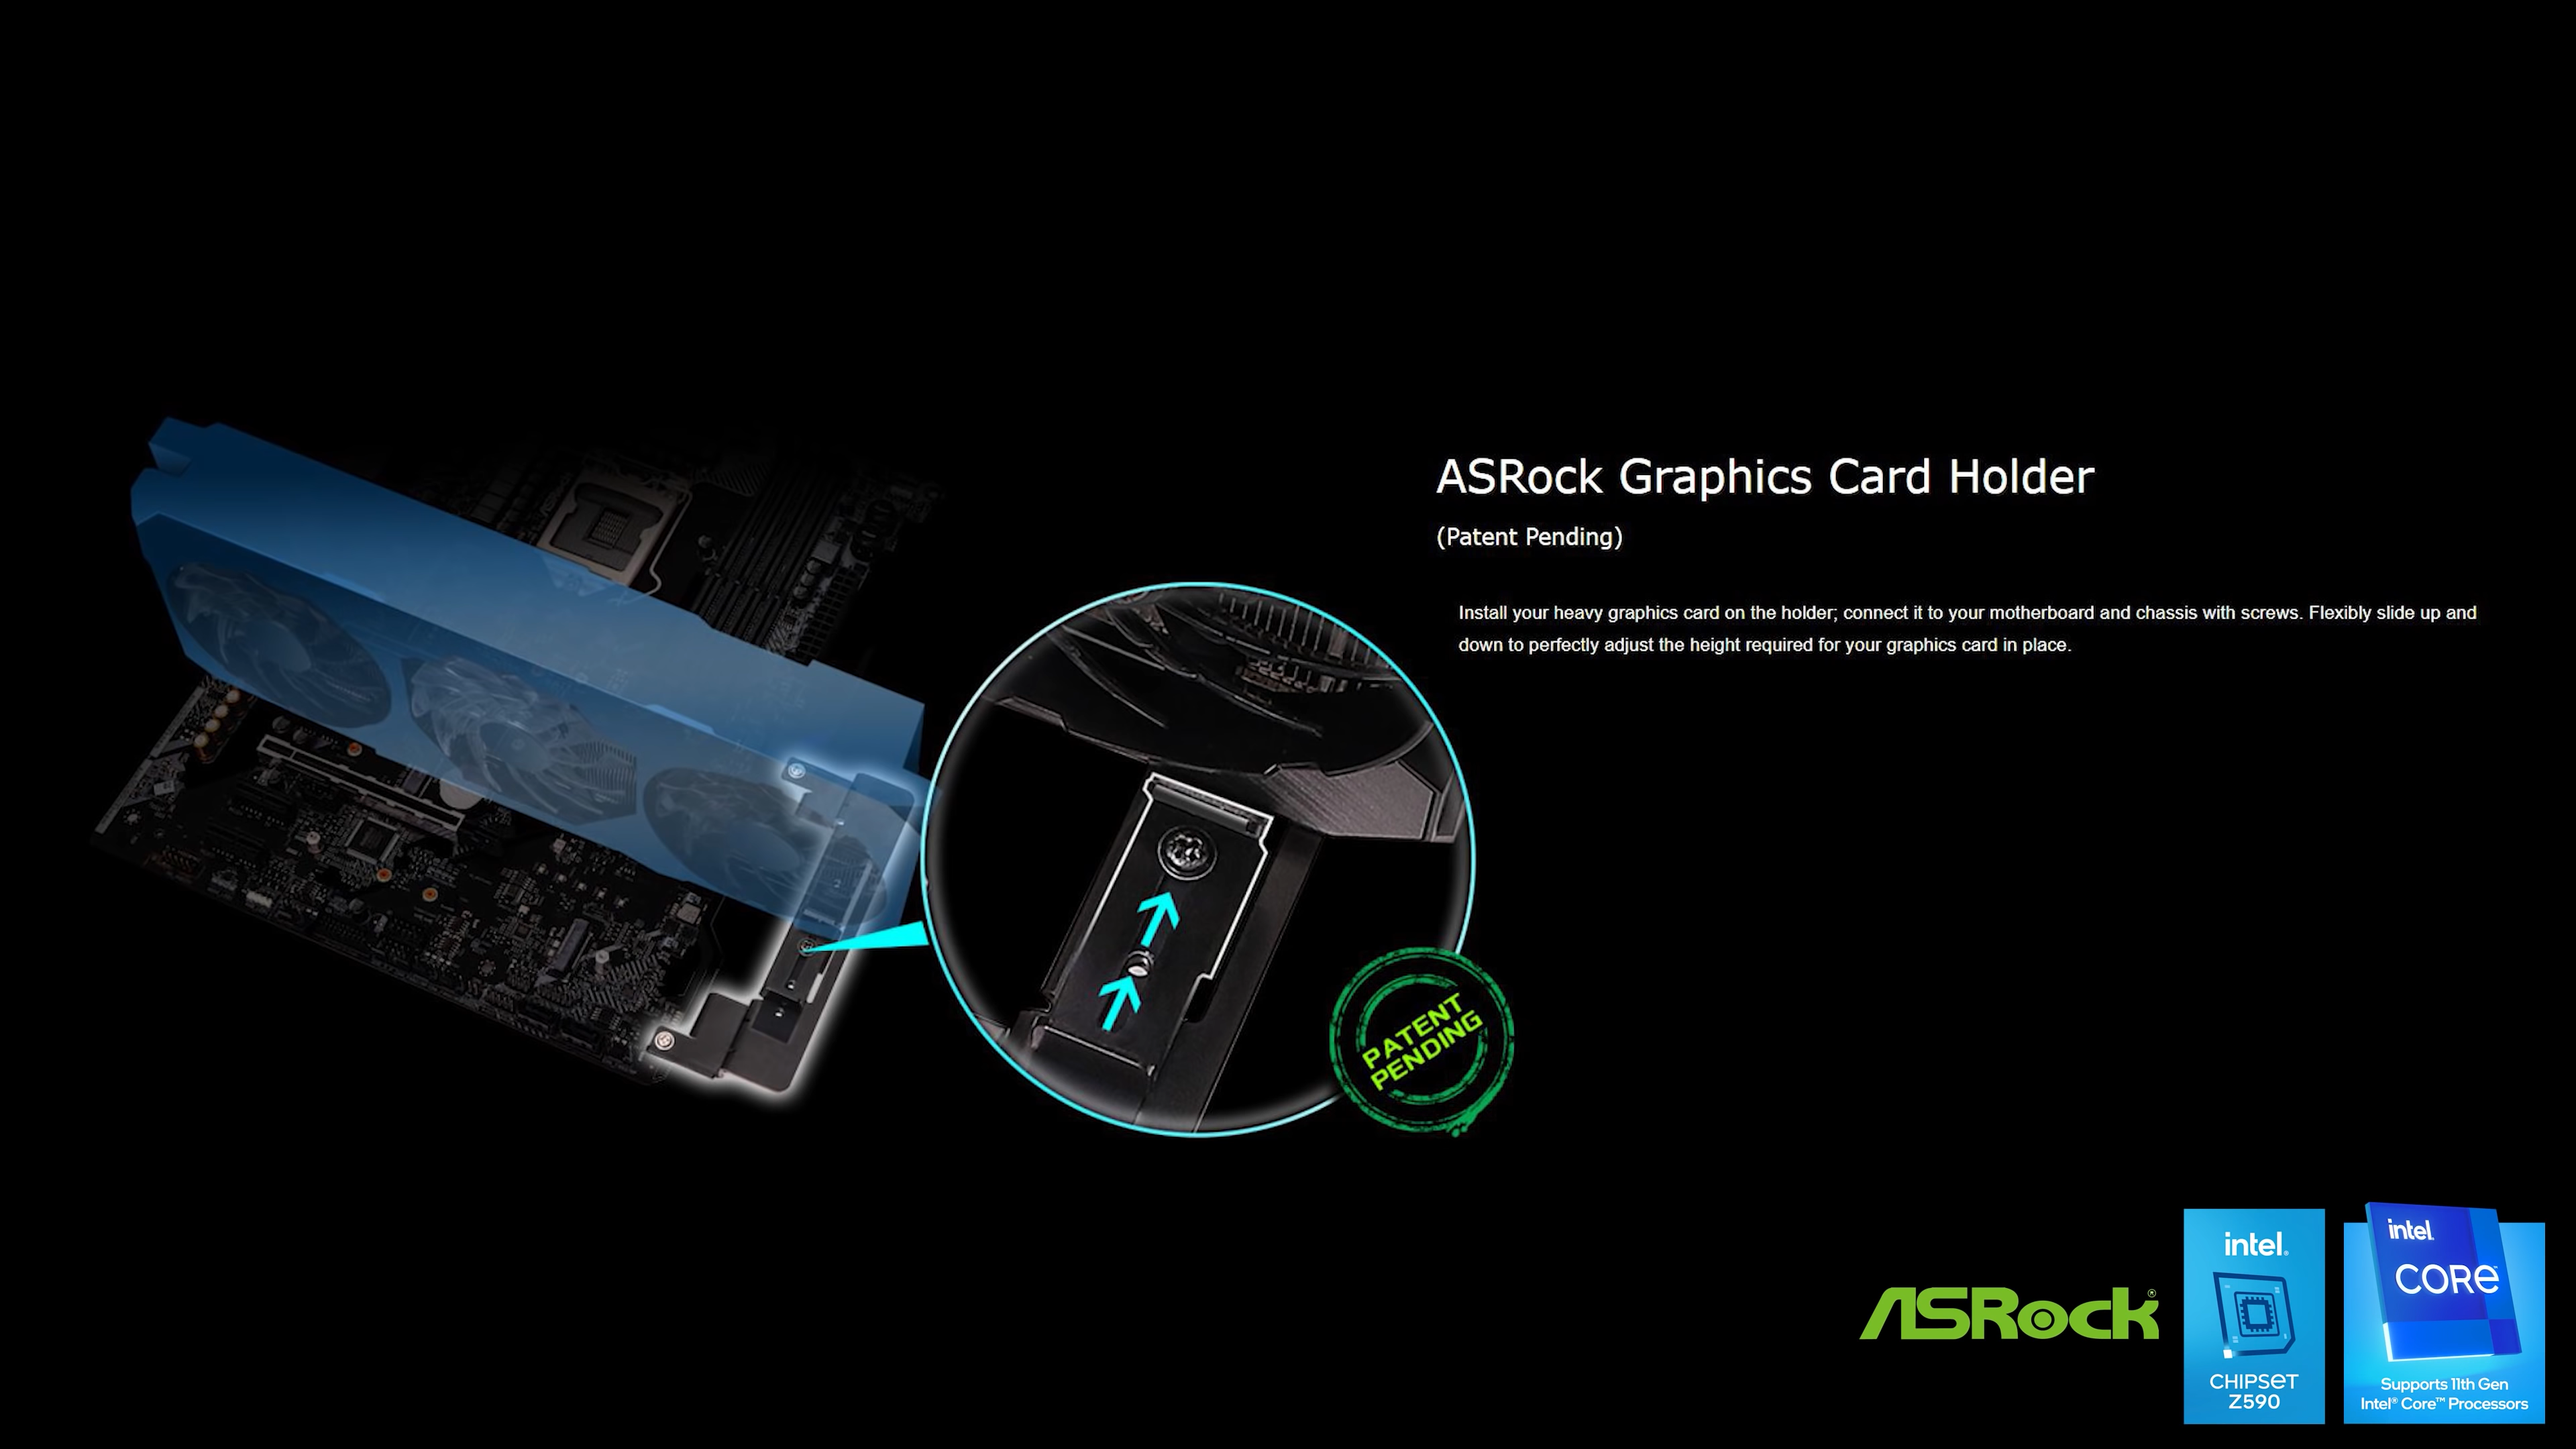 ASRock Graphics Card Holder
(Patent Pending)
Install your heavy graphics card on the holder; connect it to your motherboard and chassis with screws. Flexibly slide up and
down to perfectly adjust the height required for your graphics card in place.
PATENT
PENDING
ASRock®
intel.
CHIPSET
Z590
intel.
CORE™
Supports 11th Gen
Intel® Core™ Processors